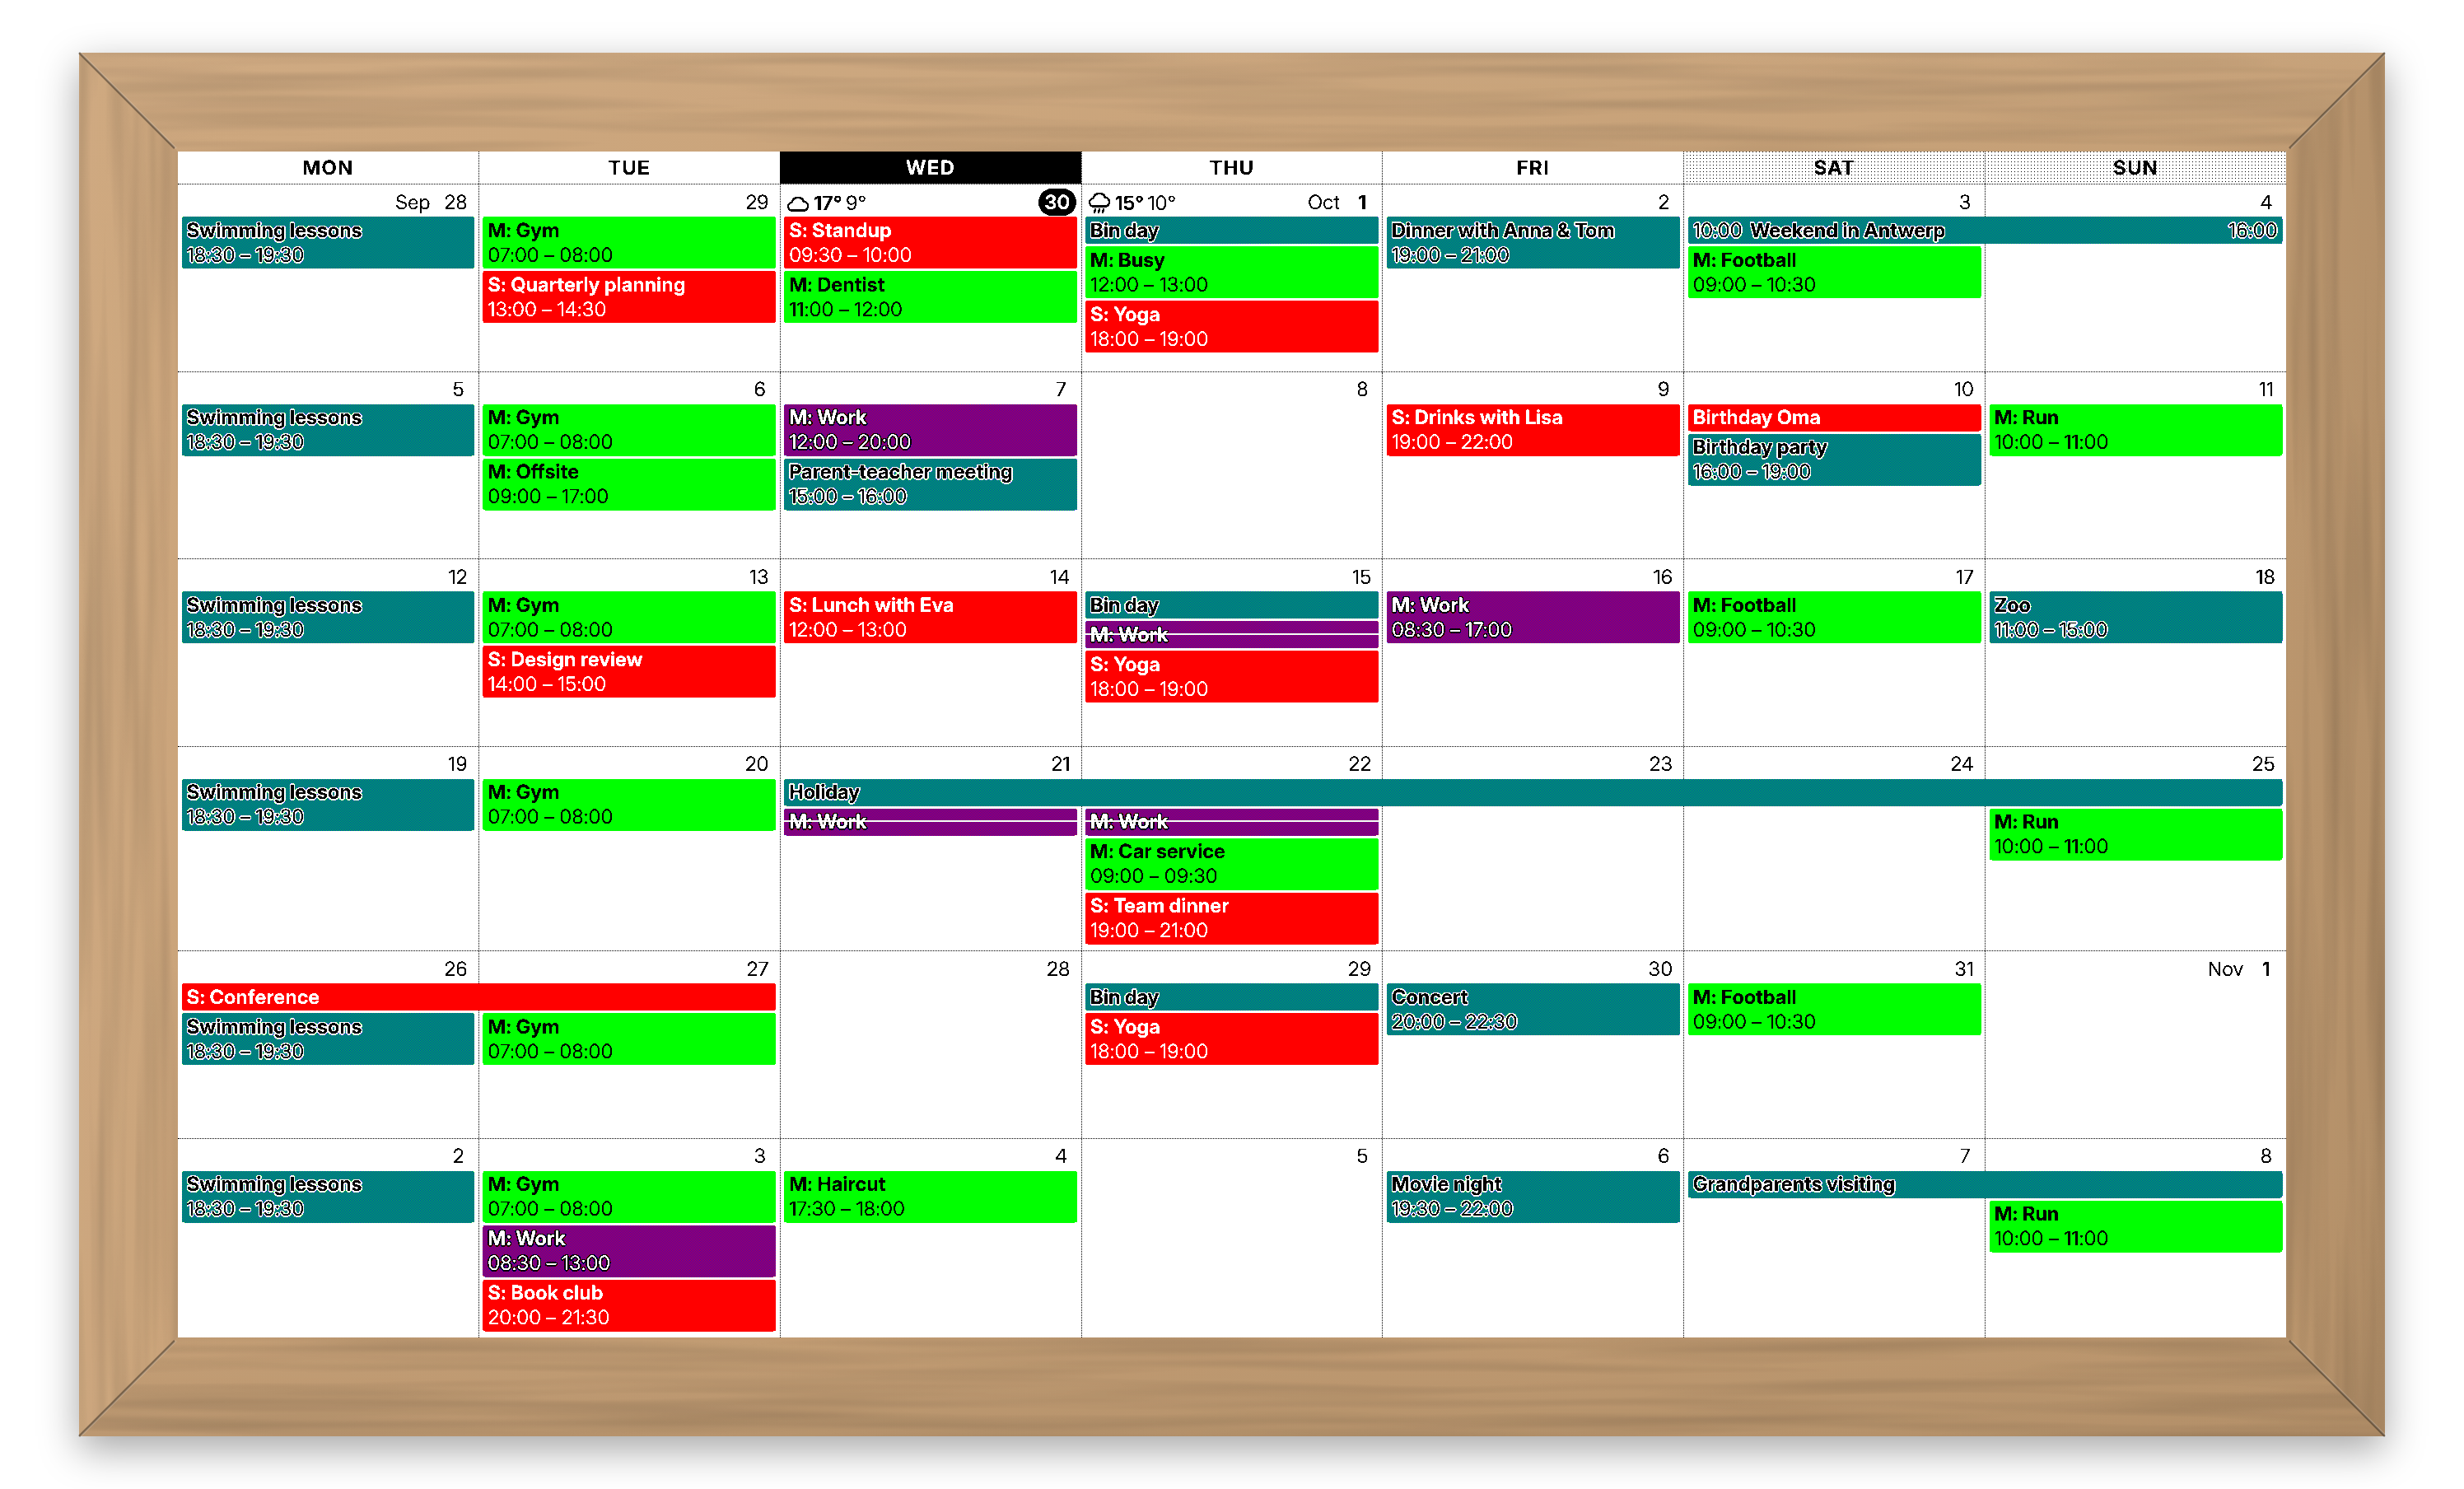 MON TUE WED THU FRI SAT SUN
Sep 28
Swimming lessons
18:30 – 19:30
29
M: Gym
07:00 – 08:00
S: Quarterly planning
13:00 – 14:30
17° 9° 30
S: Standup
09:30 – 10:00
M: Dentist
11:00 – 12:00
15° 10° Oct 1
Bin day
M: Busy
12:00 – 13:00
S: Yoga
18:00 – 19:00
2
Dinner with Anna & Tom
19:00 – 21:00
3
10:00 Weekend in Antwerp 16:00
M: Football
09:00 – 10:30
4
5
Swimming lessons
18:30 – 19:30
6
M: Gym
07:00 – 08:00
M: Offsite
09:00 – 17:00
7
M: Work
12:00 – 20:00
Parent-teacher meeting
15:00 – 16:00
8
9
S: Drinks with Lisa
19:00 – 22:00
10
Birthday Oma
Birthday party
16:00 – 19:00
11
M: Run
10:00 – 11:00
12
Swimming lessons
18:30 – 19:30
13
M: Gym
07:00 – 08:00
S: Design review
14:00 – 15:00
14
S: Lunch with Eva
12:00 – 13:00
15
Bin day
M: Work
S: Yoga
18:00 – 19:00
16
M: Work
08:30 – 17:00
17
M: Football
09:00 – 10:30
18
Zoo
11:00 – 15:00
19
Swimming lessons
18:30 – 19:30
20
M: Gym
07:00 – 08:00
21
Holiday
M: Work
22
M: Work
M: Car service
09:00 – 09:30
S: Team dinner
19:00 – 21:00
23
24
25
M: Run
10:00 – 11:00
26
S: Conference
Swimming lessons
18:30 – 19:30
27
M: Gym
07:00 – 08:00
28
29
Bin day
S: Yoga
18:00 – 19:00
30
Concert
20:00 – 22:30
31
M: Football
09:00 – 10:30
Nov 1
2
Swimming lessons
18:30 – 19:30
3
M: Gym
07:00 – 08:00
M: Work
08:30 – 13:00
S: Book club
20:00 – 21:30
4
M: Haircut
17:30 – 18:00
5
6
Movie night
19:30 – 22:00
7
Grandparents visiting
8
M: Run
10:00 – 11:00